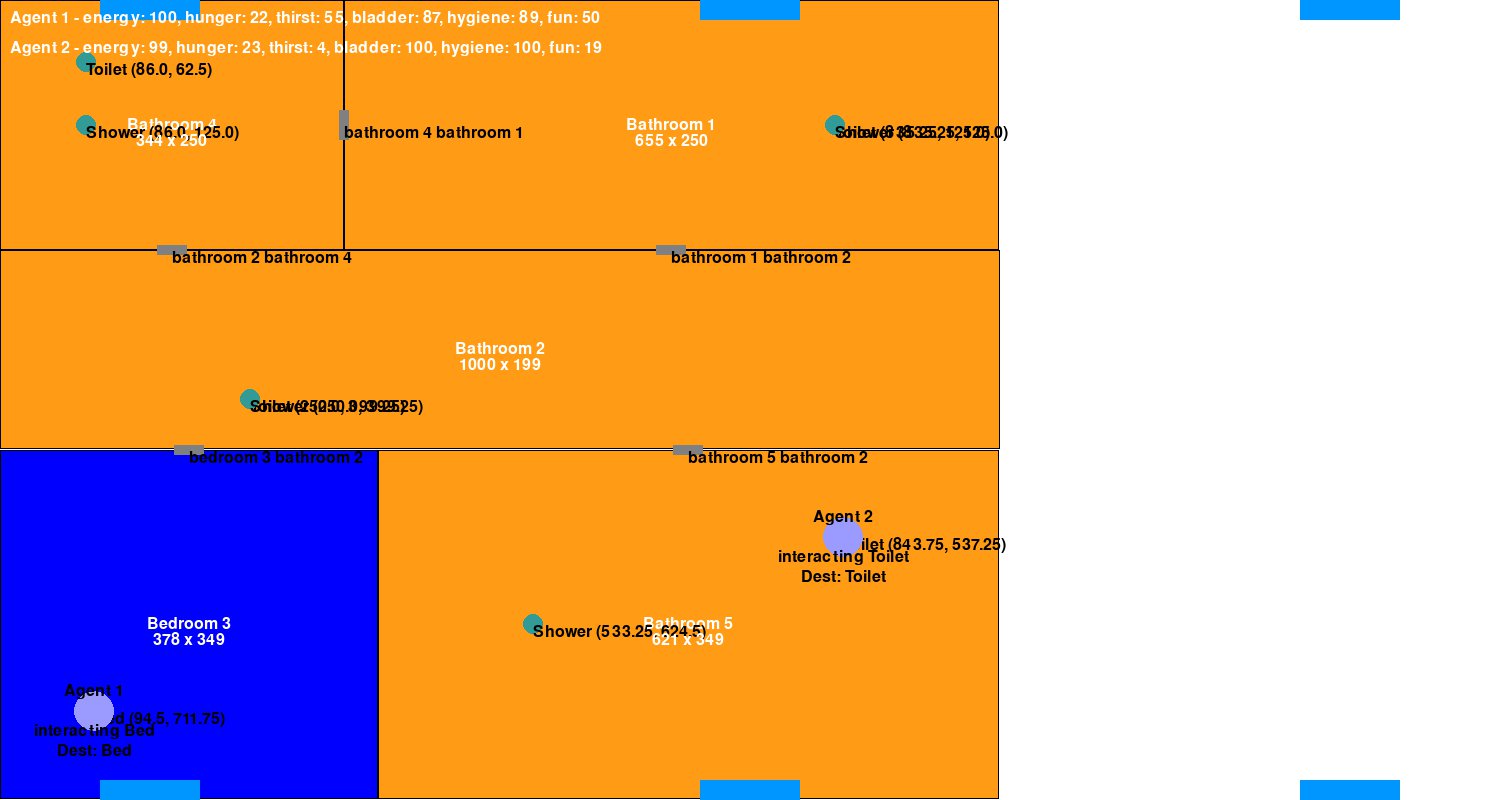 Agent 1 - energy: 100, hunger: 22, thirst: 55, bladder: 87, hygiene: 89, fun: 50
Agent 2 - energy: 99, hunger: 23, thirst: 4, bladder: 100, hygiene: 100, fun: 19
Toilet (86.0, 62.5)
Bathroom 4
344 x 250
Shower (86.0, 125.0)
bathroom 4 bathroom 1
Bathroom 1
655 x 250
bathroom 2 bathroom 4
bathroom 1 bathroom 2
Bathroom 2
1000 x 199
bedroom 3 bathroom 2
bathroom 5 bathroom 2
Agent 2
(843.75, 537.25)
interacting Toilet
Dest: Toilet
Bedroom 3
378 x 349
Shower (533.25, 624.5)
Bathroom 5
621 x 349
Agent 1
(94.5, 711.75)
interacting Bed
Dest: Bed